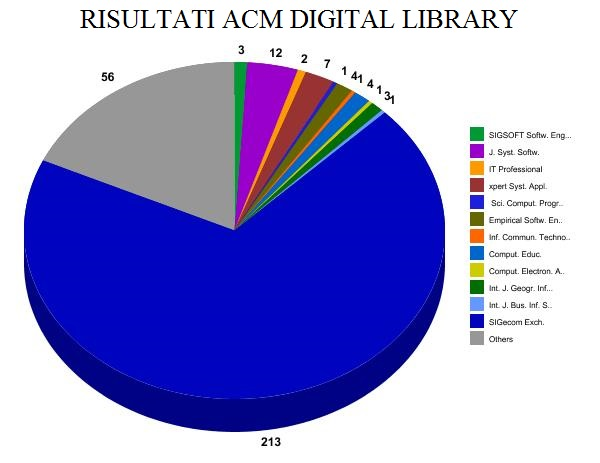 RISULTATI ACM DIGITAL LIBRARY
3
12
2
7
1
4
1
4
1
3
1
56
213
SIGSOFT Softw. Eng...
J. Syst. Softw.
IT Professional
xpert Syst. Appl.
Sci. Comput. Progr..
Empirical Softw. En..
Inf. Commun. Techno..
Comput. Educ.
Comput. Electron. A..
Int. J. Geogr. Inf...
Int. J. Bus. Inf. S..
SIGecom Exch.
Others